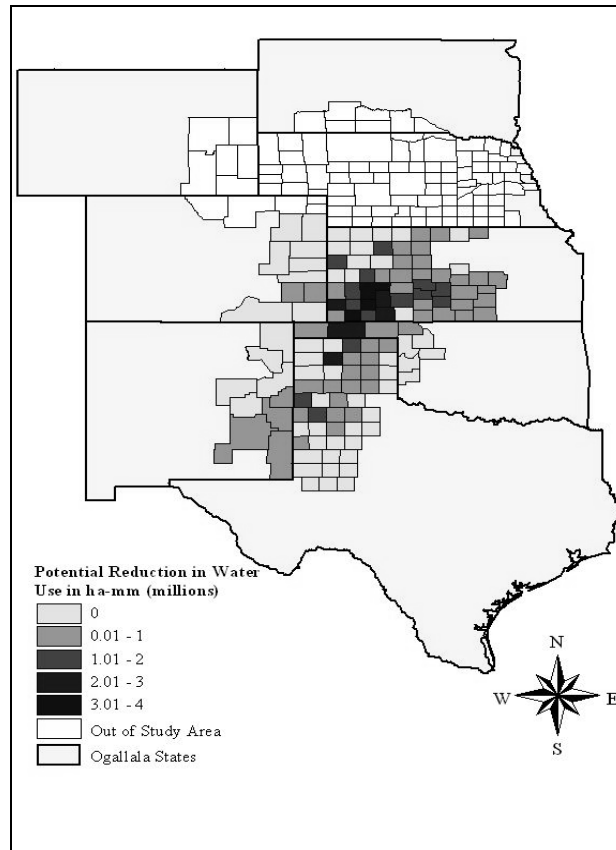 Potential Reduction in Water
Use in ha-mm (millions)
0
0.01 - 1
1.01 - 2
2.01 - 3
3.01 - 4
Out of Study Area
Ogallala States
N
W E
S